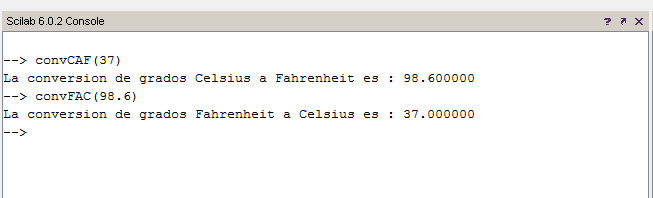 Scilab 6.0.2 Console
--> convCAF(37)
La conversion de grados Celsius a Fahrenheit es : 98.600000
--> convFAC(98.6)
La conversion de grados Fahrenheit a Celsius es : 37.000000
-->